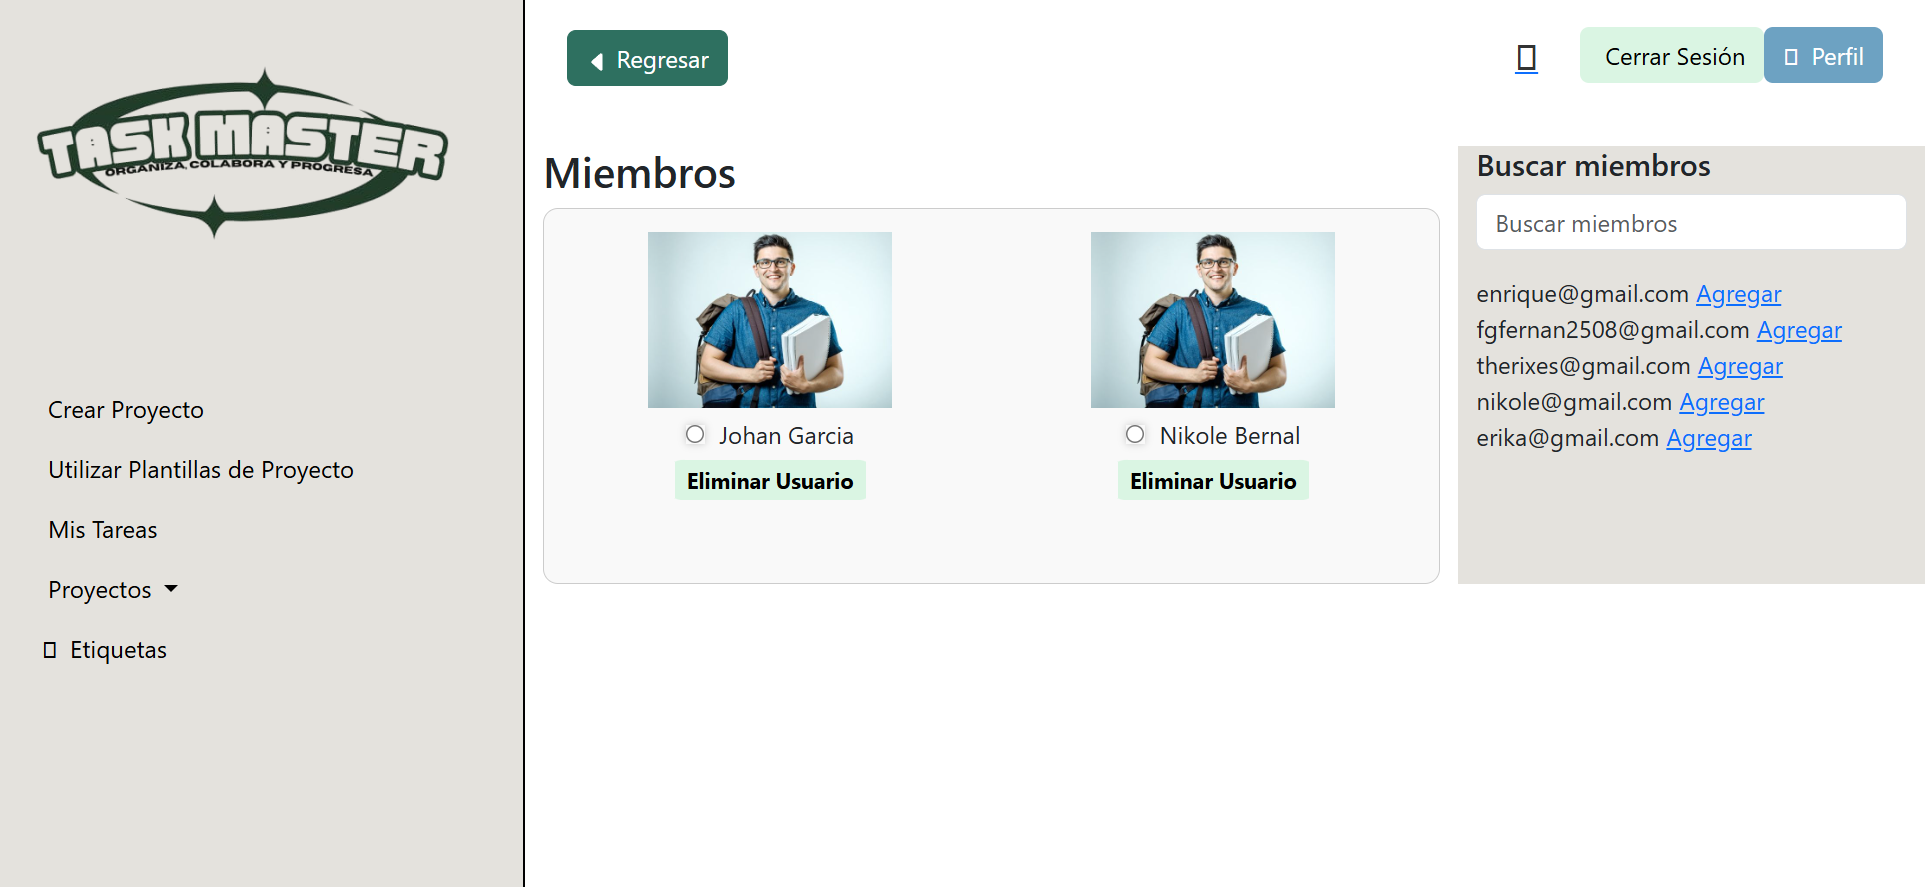 TASK MASTER
ORGANIZA, COLABORA Y PROGRESA
Crear Proyecto
Utilizar Plantillas de Proyecto
Mis Tareas
Proyectos
Etiquetas
Regresar
Cerrar Sesión
Perfil
Miembros
Johan Garcia
Eliminar Usuario
Nikole Bernal
Eliminar Usuario
Buscar miembros
Buscar miembros
enrique@gmail.com Agregar
fgfernan2508@gmail.com Agregar
therixes@gmail.com Agregar
nikole@gmail.com Agregar
erika@gmail.com Agregar